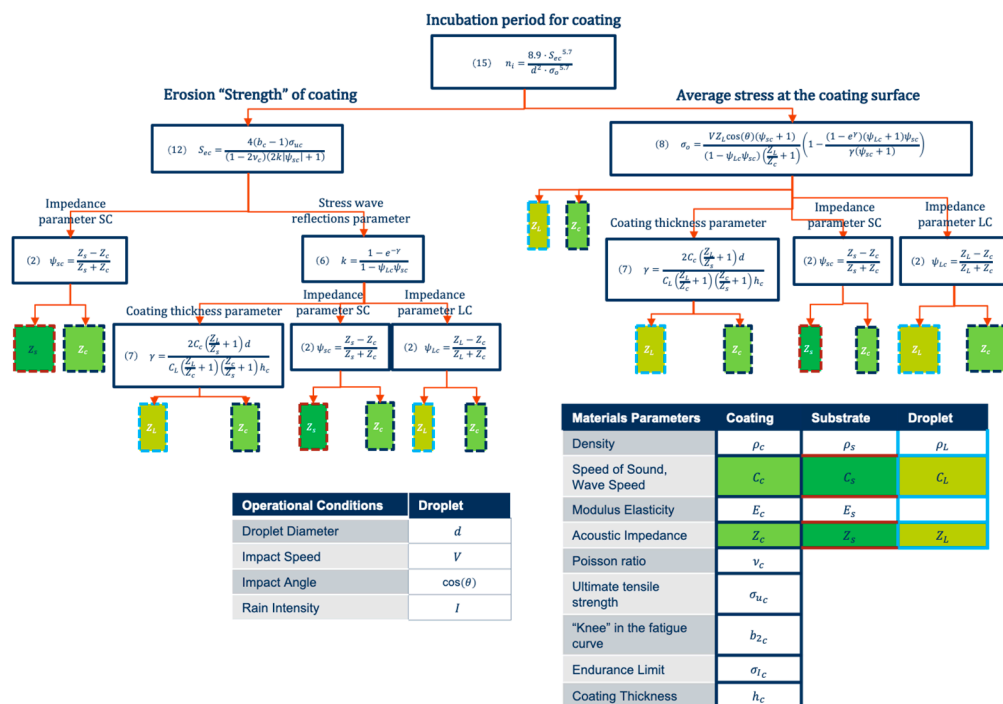 Incubation period for coating
(15) n_i = 8.9 · S_ec^5.7 / d^2 · σ_o^5.7
Erosion “Strength” of coating
Average stress at the coating surface
(12) S_ec = 4(b_c − 1)σ_uc / (1 − 2ν_c)(2k|ψ_sc| + 1)
(8) σ_o = VZ_L cos(θ)(ψ_sc + 1) / (1 − ψ_Lc ψ_sc)(Z_L/Z_c + 1) (1 − (1 − e^γ)(ψ_Lc + 1)ψ_sc / γ(ψ_sc + 1))
Impedance
parameter SC
Stress wave
reflections parameter
Z_L
Z_c
Coating thickness parameter
Impedance
parameter SC
Impedance
parameter LC
(2) ψ_sc = Z_s − Z_c / Z_s + Z_c
(6) k = 1 − e^−γ / 1 − ψ_Lc ψ_sc
(7) γ = 2C_c (Z_L/Z_s + 1) d / C_L (Z_L/Z_c + 1)(Z_c/Z_s + 1) h_c
(2) ψ_sc = Z_s − Z_c / Z_s + Z_c
(2) ψ_Lc = Z_L − Z_c / Z_L + Z_c
Z_s
Z_c
Coating thickness parameter
Impedance
parameter SC
Impedance
parameter LC
(7) γ = 2C_c (Z_L/Z_s + 1) d / C_L (Z_L/Z_c + 1)(Z_c/Z_s + 1) h_c
(2) ψ_sc = Z_s − Z_c / Z_s + Z_c
(2) ψ_Lc = Z_L − Z_c / Z_L + Z_c
Z_L
Z_c
Z_s
Z_c
Z_L
Z_c
Z_L
Z_c
Z_s
Z_c
Z_L
Z_c
Operational Conditions Droplet
Droplet Diameter d
Impact Speed V
Impact Angle cos(θ)
Rain Intensity I
Materials Parameters Coating Substrate Droplet
Density ρ_c ρ_s ρ_L
Speed of Sound,
Wave Speed C_c C_s C_L
Modulus Elasticity E_c E_s
Acoustic Impedance Z_c Z_s Z_L
Poisson ratio ν_c
Ultimate tensile
strength σ_u_c
“Knee” in the fatigue
curve b_2_c
Endurance Limit σ_I_c
Coating Thickness h_c